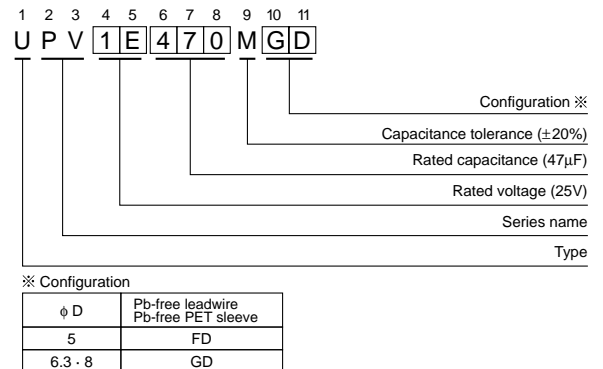 1 2 3 4 5 6 7 8 9 10 11
U P V 1 E 4 7 0 M G D
Configuration ※
Capacitance tolerance (±20%)
Rated capacitance (47µF)
Rated voltage (25V)
Series name
Type
※ Configuration
ϕ D Pb-free leadwire
Pb-free PET sleeve
5 FD
6.3 · 8 GD